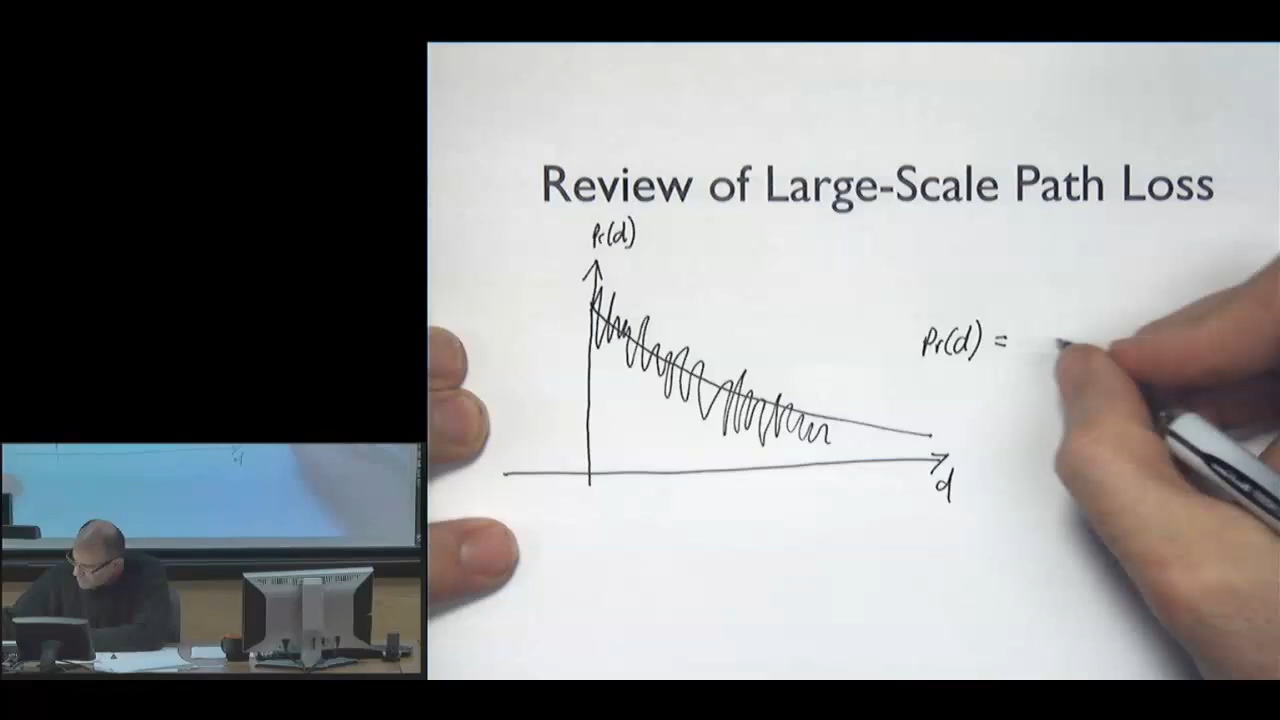 Review of Large-Scale Path Loss
Pr(d)
Pr(d) =
d